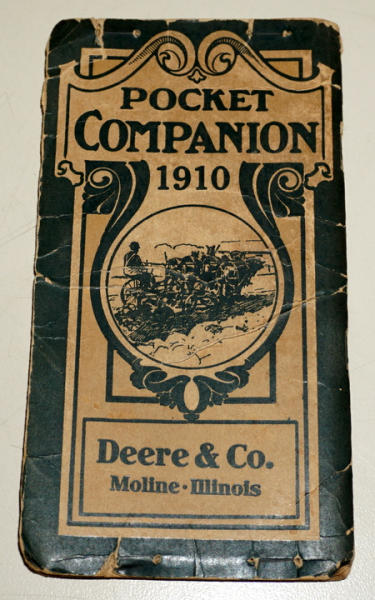 POCKET
COMPANION
1910
Deere & Co.
Moline · Illinois